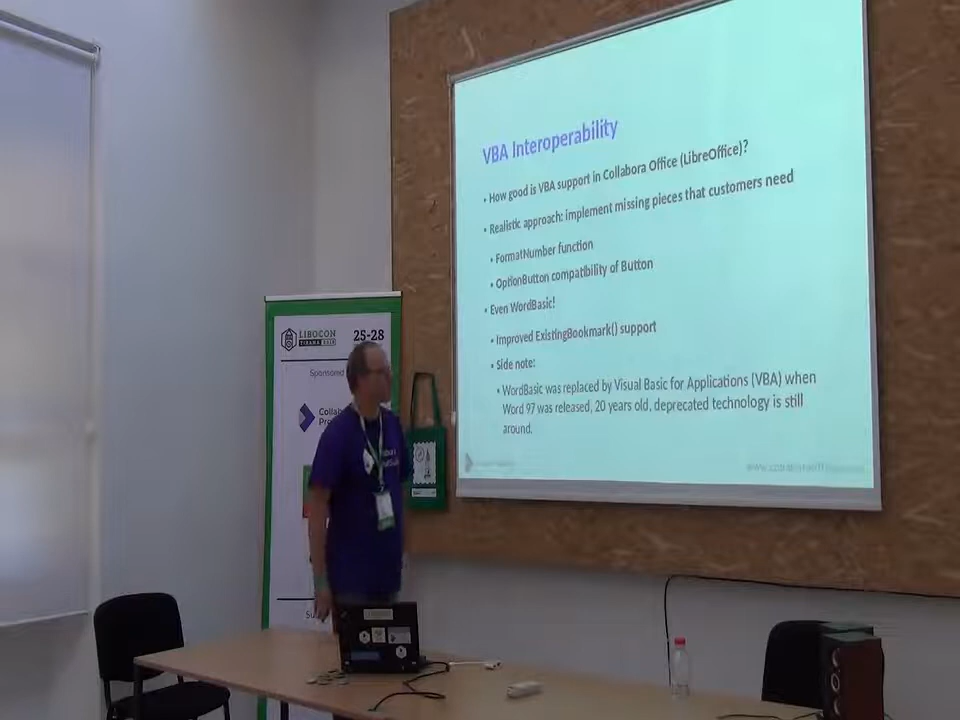 VBA Interoperability
• How good is VBA support in Collabora Office (LibreOffice)?
• Realistic approach: implement missing pieces that customers need
• FormatNumber function
• OptionButton compatibility of Button
• Even WordBasic!
• Improved ExistingBookmark() support
• Side note:
• WordBasic was replaced by Visual Basic for Applications (VBA) when
Word 97 was released, 20 years old, deprecated technology is still
around.
LIBOCON
25-28
Sponsored